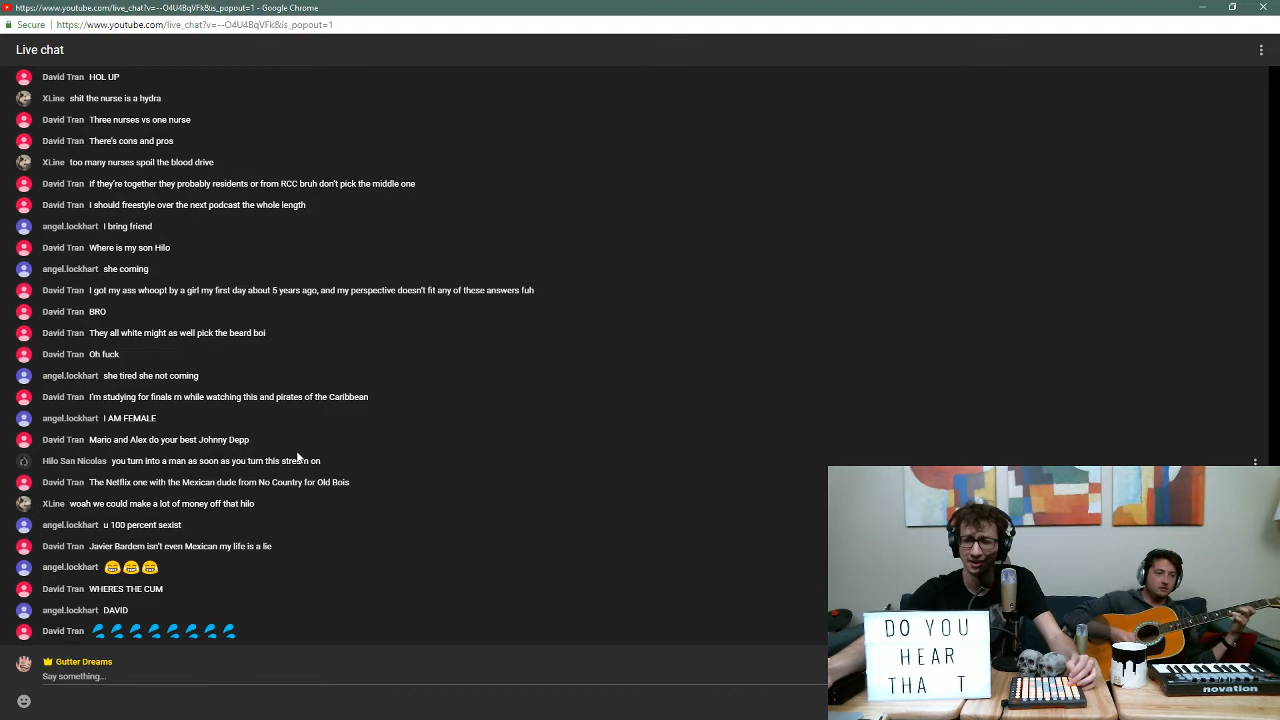 https://www.youtube.com/live_chat?v=--O4U4BqVFk&is_popout=1 - Google Chrome
Secure https://www.youtube.com/live_chat?v=--O4U4BqVFk&is_popout=1
Live chat
David Tran HOL UP
XLine shit the nurse is a hydra
David Tran Three nurses vs one nurse
David Tran There's cons and pros
XLine too many nurses spoil the blood drive
David Tran If they're together they probably residents or from RCC bruh don't pick the middle one
David Tran I should freestyle over the next podcast the whole length
angel.lockhart I bring friend
David Tran Where is my son Hilo
angel.lockhart she coming
David Tran I got my ass whoopt by a girl my first day about 5 years ago, and my perspective doesn't fit any of these answers fuh
David Tran BRO
David Tran They all white might as well pick the beard boi
David Tran Oh fuck
angel.lockhart she tired she not coming
David Tran I'm studying for finals rn while watching this and pirates of the Caribbean
angel.lockhart I AM FEMALE
David Tran Mario and Alex do your best Johnny Depp
Hilo San Nicolas you turn into a man as soon as you turn this stream on
David Tran The Netflix one with the Mexican dude from No Country for Old Bois
XLine woah we could make a lot of money off that hilo
angel.lockhart u 100 percent sexist
David Tran Javier Bardem isn't even Mexican my life is a lie
angel.lockhart 😂😂😂
David Tran WHERES THE CUM
angel.lockhart DAVID
David Tran 💦💦💦💦💦💦💦💦
Gutter Dreams
Say something...
DO YOU
HEAR
THA T
novation